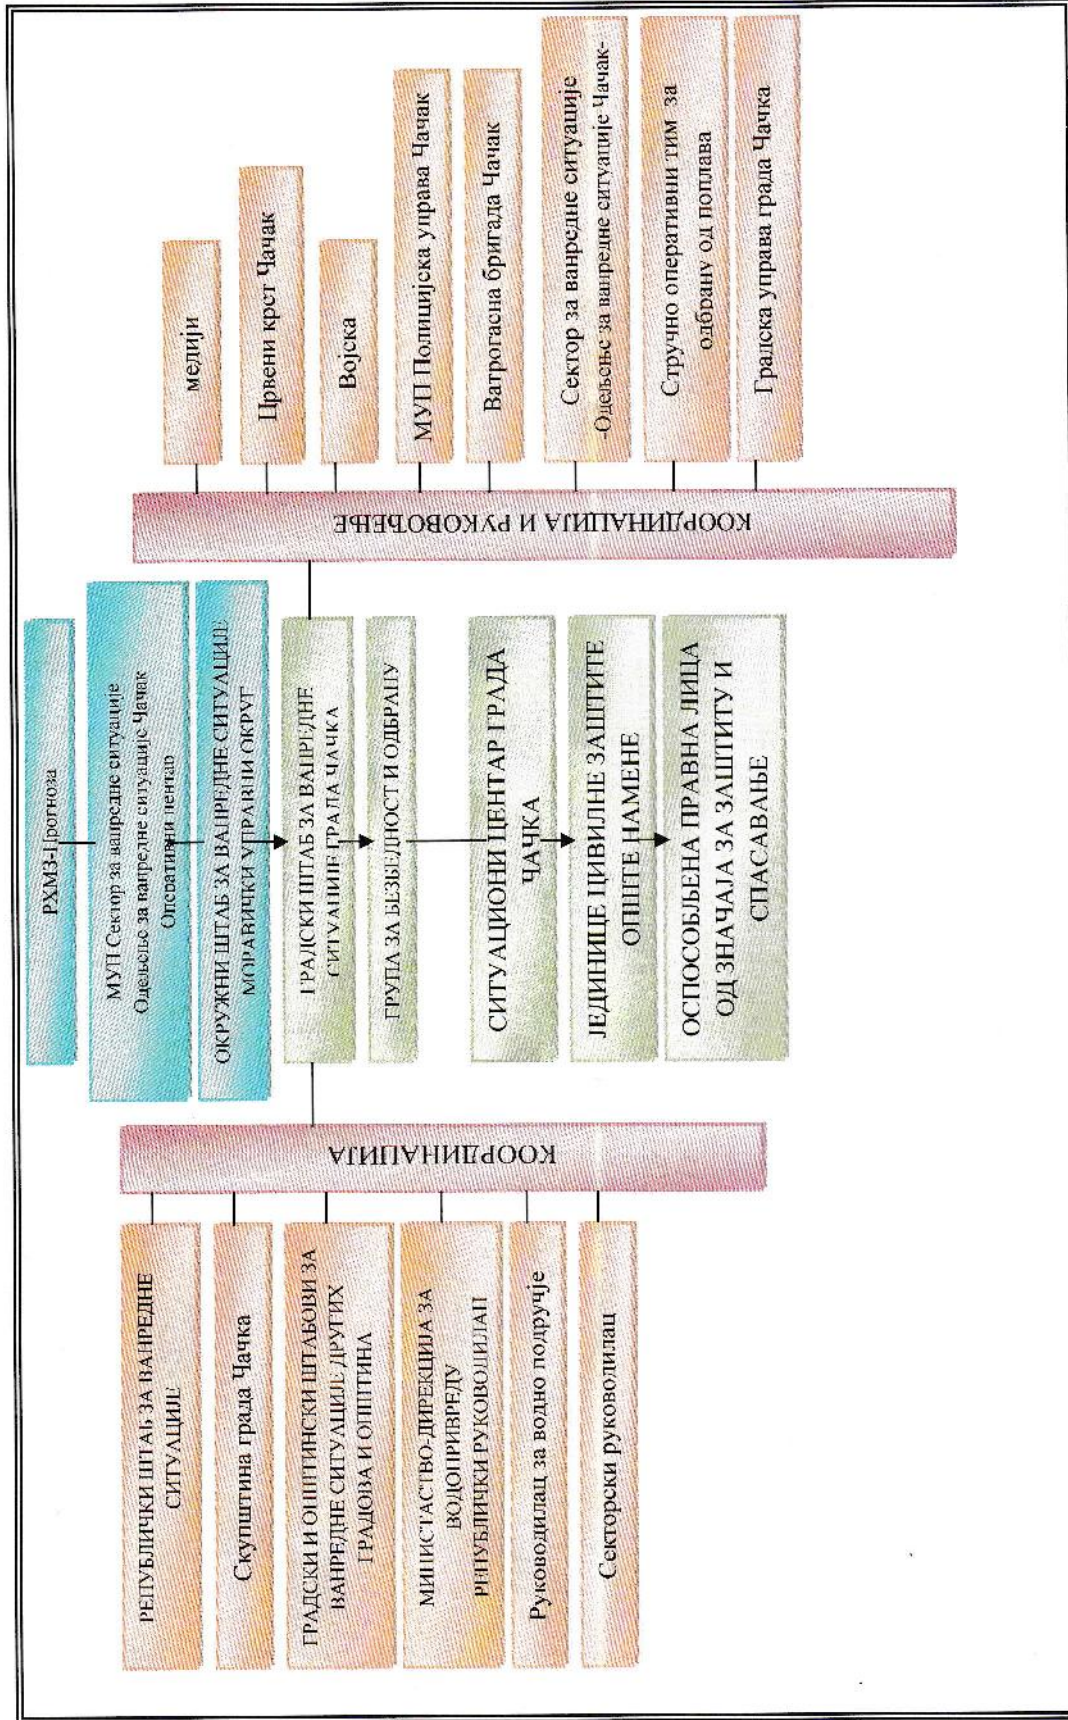 РЕПУБЛИЧКИ ШТАБ ЗА ВАНРЕДНЕ
СИТУАЦИЈЕ
Скупштина града Чачка
ГРАДСКИ И ОПШТИНСКИ ШТАБОВИ ЗА
ВАНРЕДНЕ СИТУАЦИЈЕ ДРУГИХ
ГРАДОВА И ОПШТИНА
МИНИСТАСТВО-ДИРЕКЦИЈА ЗА
ВОДОПРИВРЕДУ
РЕПУБЛИЧКИ РУКОВОДИЛАЦ
Руководилац за водно подручје
Секторски руководилац
КООРДИНАЦИЈА
РХМЗ-Прогноза
МУП Сектор за ванредне ситуације
Одељење за ванредне ситуације Чачак
Оперативни центар
ОКРУЖНИ ШТАБ ЗА ВАНРЕДНЕ СИТУАЦИЈЕ
МОРАВИЧКИ УПРАВНИ ОКРУГ
ГРАДСКИ ШТАБ ЗА ВАНРЕДНЕ
СИТУАЦИЈЕ ГРАДА ЧАЧКА
ГРУПА ЗА БЕЗБЕДНОСТ И ОДБРАНУ
СИТУАЦИОНИ ЦЕНТАР ГРАДА
ЧАЧКА
ЈЕДИНИЦЕ ЦИВИЛНЕ ЗАШТИТЕ
ОПШТЕ НАМЕНЕ
ОСПОСОБЉЕНА ПРАВНА ЛИЦА
ОД ЗНАЧАЈА ЗА ЗАШТИТУ И
СПАСАВАЊЕ
КООРДИНАЦИЈА И РУКОВОЂЕЊЕ
медији
Црвени крст Чачак
Војска
МУП Полицијска управа Чачак
Ватрогасна бригада Чачак
Сектор за ванредне ситуације
-Одељење за ванредне ситуације Чачак-
Стручно оперативни тим за
одбрану од поплава
Градска управа града Чачка